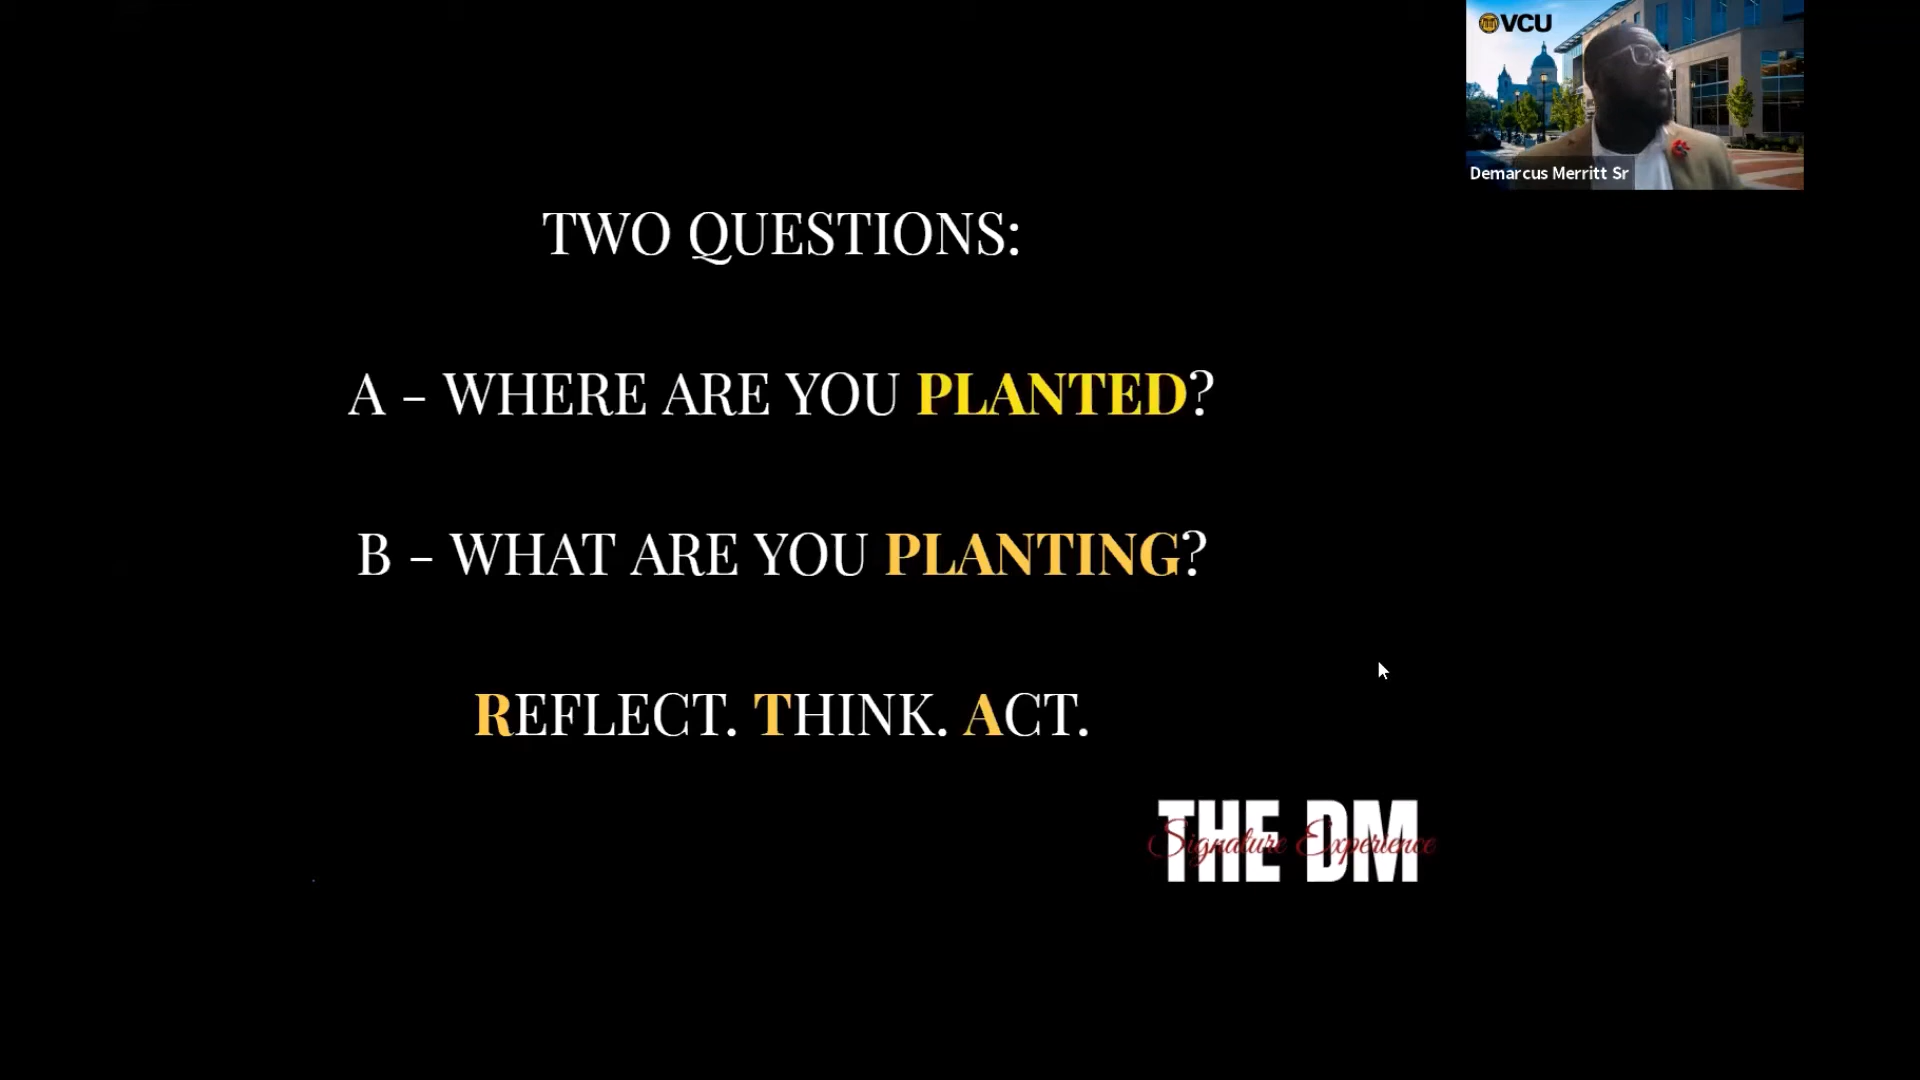 VCU
Demarcus Merritt Sr
TWO QUESTIONS:
A – WHERE ARE YOU PLANTED?
B – WHAT ARE YOU PLANTING?
REFLECT. THINK. ACT.
THE DM
Signature Experience